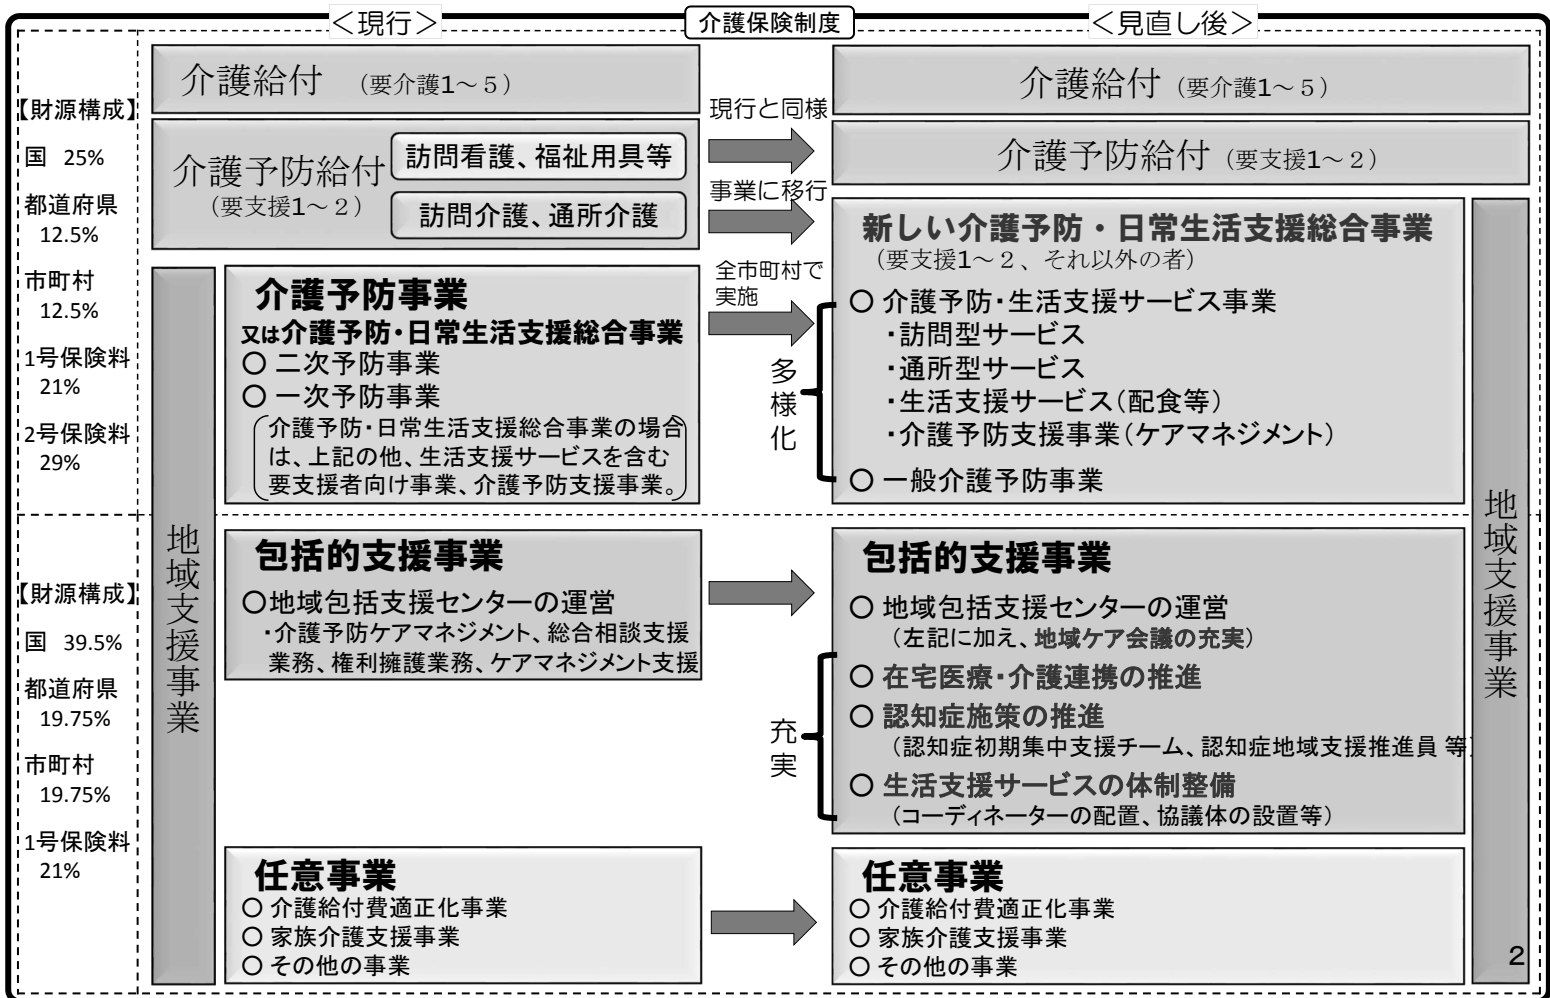 介護保険制度
＜現行＞
＜見直し後＞
【財源構成】
国 25%
都道府県
12.5%
市町村
12.5%
1号保険料
21%
2号保険料
29%
【財源構成】
国 39.5%
都道府県
19.75%
市町村
19.75%
1号保険料
21%
介護給付 （要介護1～５）
介護予防給付
（要支援1～２）
訪問看護、福祉用具等
訪問介護、通所介護
地域支援事業
介護予防事業
又は介護予防・日常生活支援総合事業
○ 二次予防事業
○ 一次予防事業
介護予防・日常生活支援総合事業の場合
は、上記の他、生活支援サービスを含む
要支援者向け事業、介護予防支援事業。
包括的支援事業
○地域包括支援センターの運営
・介護予防ケアマネジメント、総合相談支援
業務、権利擁護業務、ケアマネジメント支援
任意事業
○ 介護給付費適正化事業
○ 家族介護支援事業
○ その他の事業
現行と同様
事業に移行
全市町村で
実施
多様化
充実
介護給付 （要介護1～５）
介護予防給付 （要支援1～２）
新しい介護予防・日常生活支援総合事業
（要支援1～２、それ以外の者）
○ 介護予防・生活支援サービス事業
・訪問型サービス
・通所型サービス
・生活支援サービス（配食等）
・介護予防支援事業（ケアマネジメント）
○ 一般介護予防事業
包括的支援事業
○ 地域包括支援センターの運営
（左記に加え、地域ケア会議の充実）
○ 在宅医療・介護連携の推進
○ 認知症施策の推進
（認知症初期集中支援チーム、認知症地域支援推進員 等）
○ 生活支援サービスの体制整備
（コーディネーターの配置、協議体の設置等）
任意事業
○ 介護給付費適正化事業
○ 家族介護支援事業
○ その他の事業
地域支援事業
2